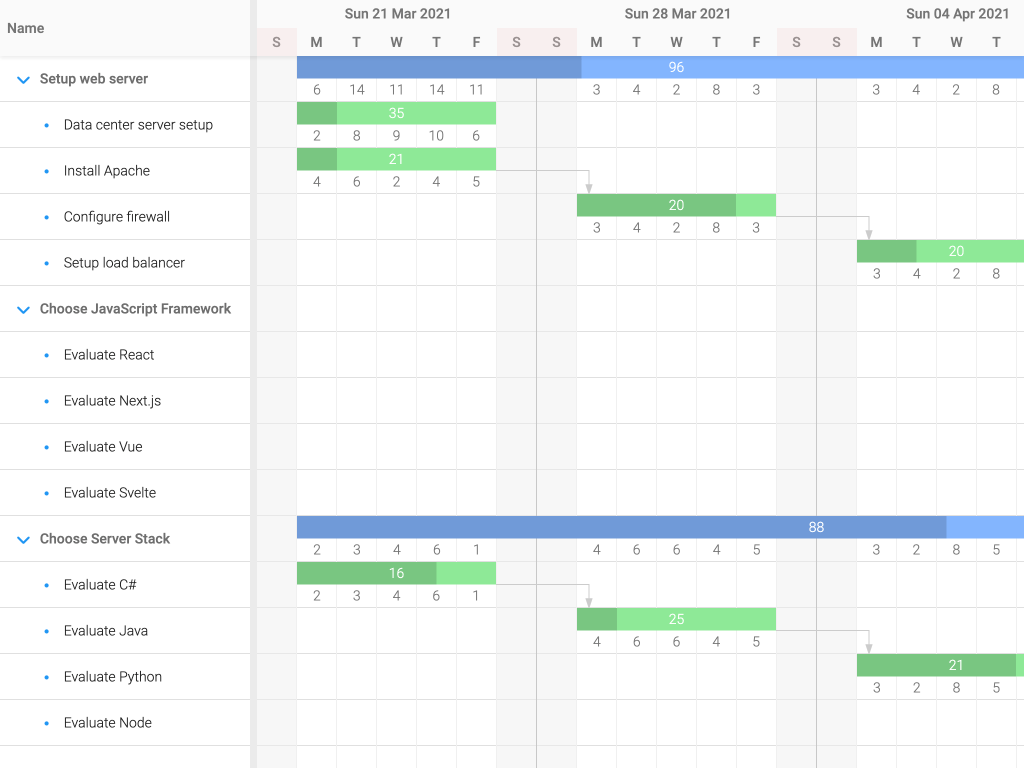 Name
Sun 21 Mar 2021 Sun 28 Mar 2021 Sun 04 Apr 2021
S M T W T F S S M T W T F S S M T W T
Setup web server 96
6 14 11 14 11 3 4 2 8 3 3 4 2 8
Data center server setup 35
2 8 9 10 6
Install Apache 21
4 6 2 4 5
Configure firewall 20
3 4 2 8 3
Setup load balancer 20
3 4 2 8
Choose JavaScript Framework
Evaluate React
Evaluate Next.js
Evaluate Vue
Evaluate Svelte
Choose Server Stack 88
2 3 4 6 1 4 6 6 4 5 3 2 8 5
Evaluate C# 16
2 3 4 6 1
Evaluate Java 25
4 6 6 4 5
Evaluate Python 21
3 2 8 5
Evaluate Node